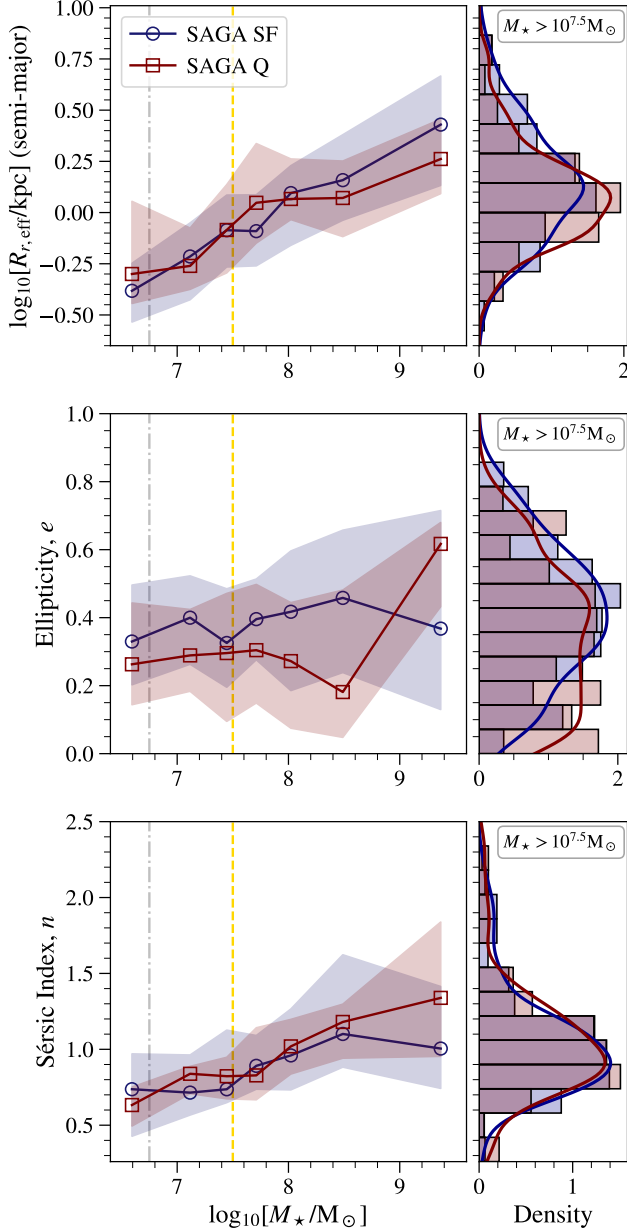 SAGA SF
SAGA Q
M⋆ > 10^7.5 M⊙
log10[Rr,eff/kpc] (semi-major)
1.00
0.75
0.50
0.25
0.00
−0.25
−0.50
7 8 9
0 1 2
M⋆ > 10^7.5 M⊙
Ellipticity, e
1.0
0.8
0.6
0.4
0.2
0.0
7 8 9
0 1 2
M⋆ > 10^7.5 M⊙
Sérsic Index, n
2.5
2.0
1.5
1.0
0.5
7 8 9
0 1
log10[M⋆/M⊙]
Density